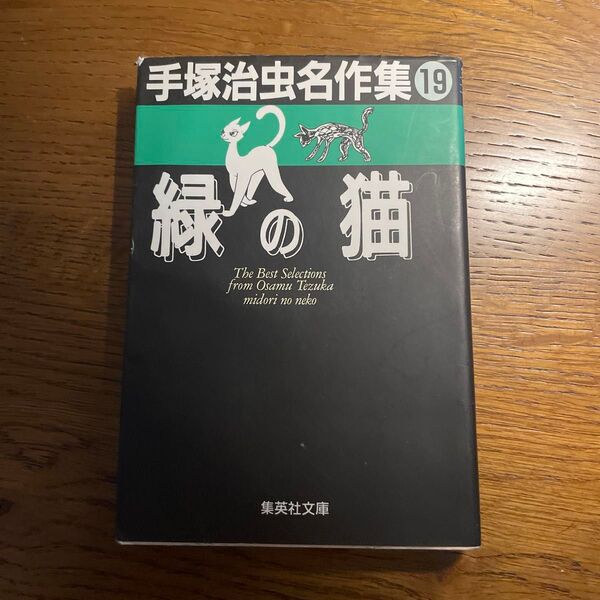 手塚治虫名作集⑲
緑の猫
The Best Selections
from Osamu Tezuka
midori no neko
集英社文庫